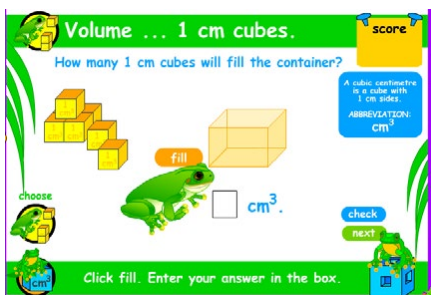 Volume ... 1 cm cubes.
score
How many 1 cm cubes will fill the container?
A cubic centimetre
is a cube with
1 cm sides.
ABBREVIATION:
cm³
fill
choose
cm³.
check
next
cm³
Click fill. Enter your answer in the box.